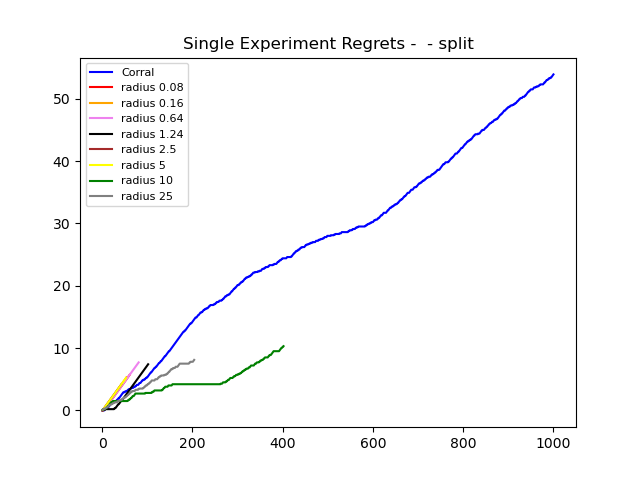 Single Experiment Regrets -  - split
Corral
radius 0.08
radius 0.16
radius 0.64
radius 1.24
radius 2.5
radius 5
radius 10
radius 25
50
40
30
20
10
0
0 200 400 600 800 1000